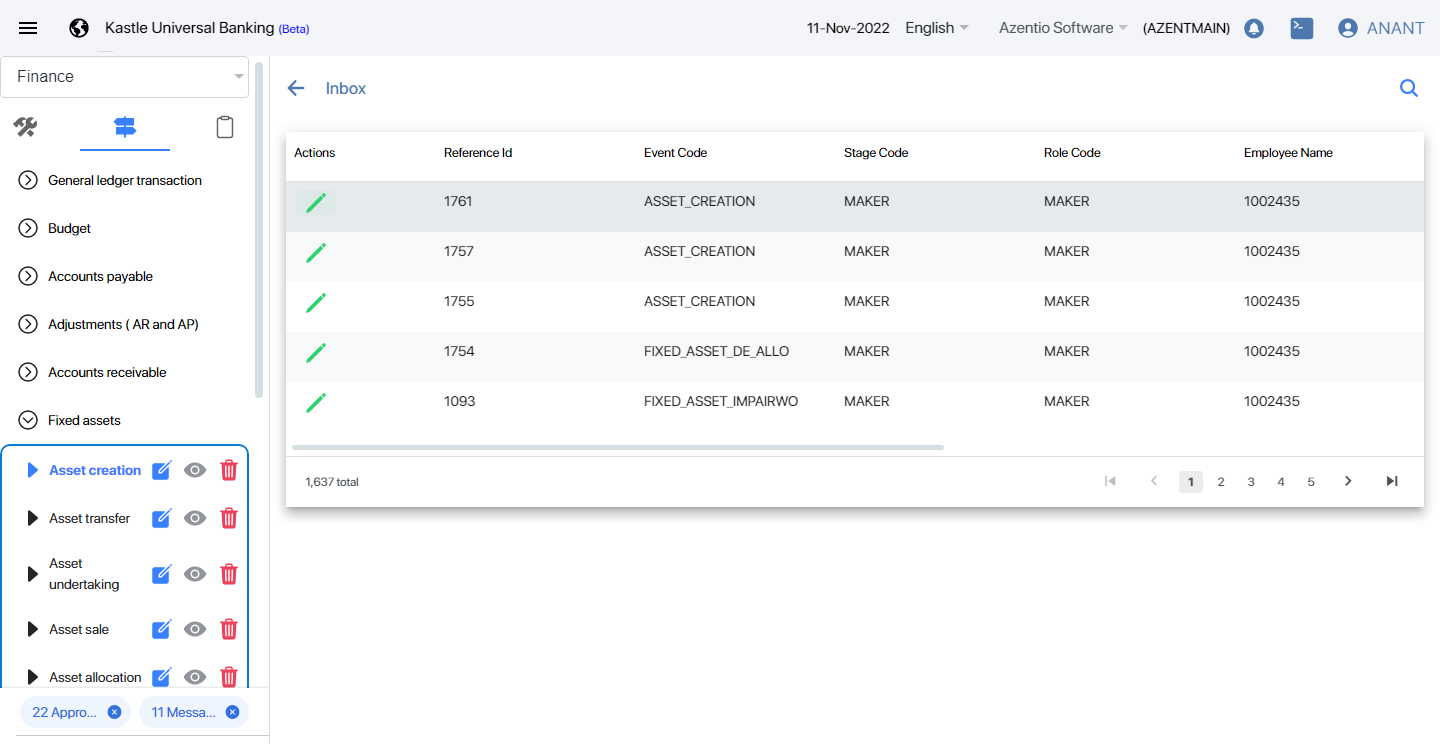 Kastle Universal Banking (Beta)
11-Nov-2022 English Azentio Software (AZENTMAIN) ANANT
Finance
General ledger transaction
Budget
Accounts payable
Adjustments ( AR and AP)
Accounts receivable
Fixed assets
Asset creation
Asset transfer
Asset
undertaking
Asset sale
Asset allocation
22 Appro... 11 Messa...
Inbox
Actions Reference Id Event Code Stage Code Role Code Employee Name
1761 ASSET_CREATION MAKER MAKER 1002435
1757 ASSET_CREATION MAKER MAKER 1002435
1755 ASSET_CREATION MAKER MAKER 1002435
1754 FIXED_ASSET_DE_ALLO MAKER MAKER 1002435
1093 FIXED_ASSET_IMPAIRWO MAKER MAKER 1002435
1,637 total 1 2 3 4 5